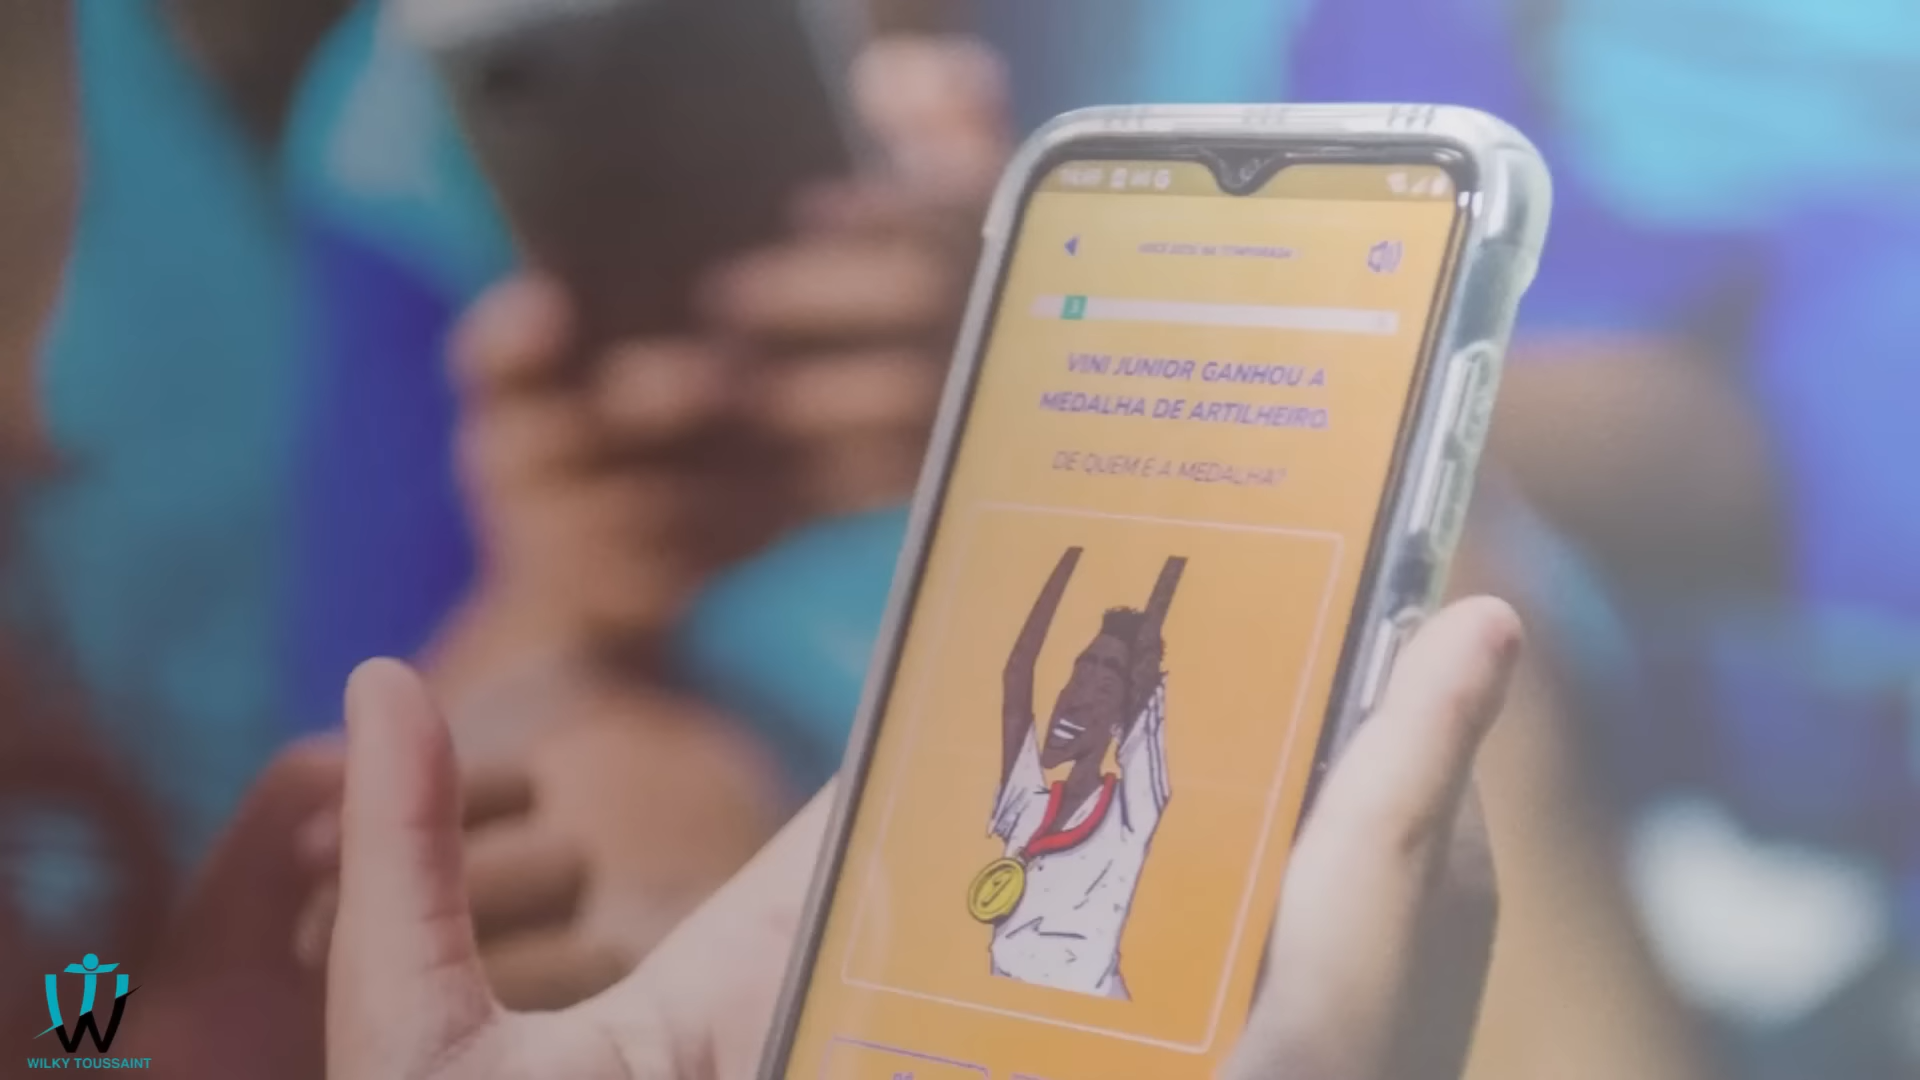 VINI JUNIOR GANHOU A
MEDALHA DE ARTILHEIRO.
DE QUEM É A MEDALHA?
WILKY TOUSSAINT